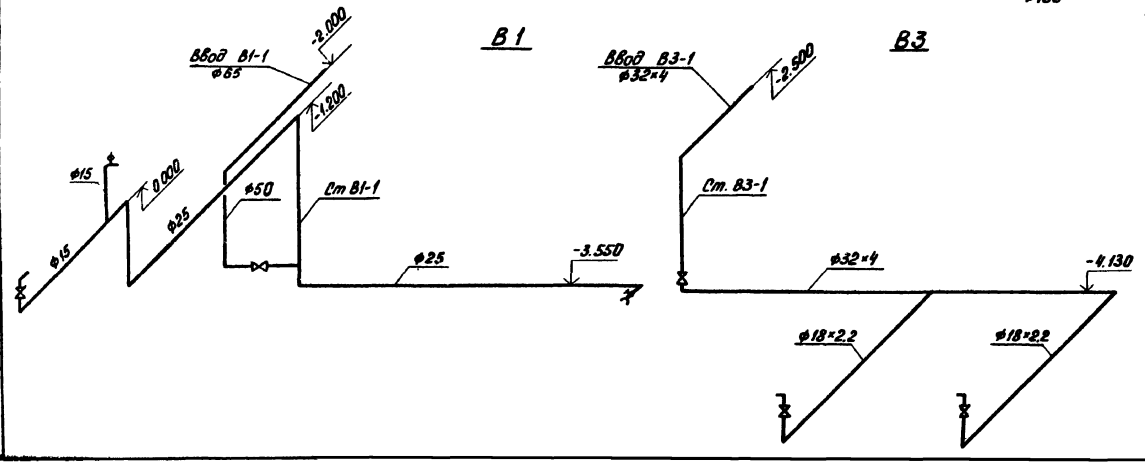 В1
Ввод В1-1
ф65
-2.000
-1.200
ф15
0.000
ф25
ф50
Ст В1-1
ф15
ф25
-3.550
В3
Ввод В3-1
ф32×4
-2.500
Ст. В3-1
ф32×4
-4.130
ф18×2.2
ф18×2.2